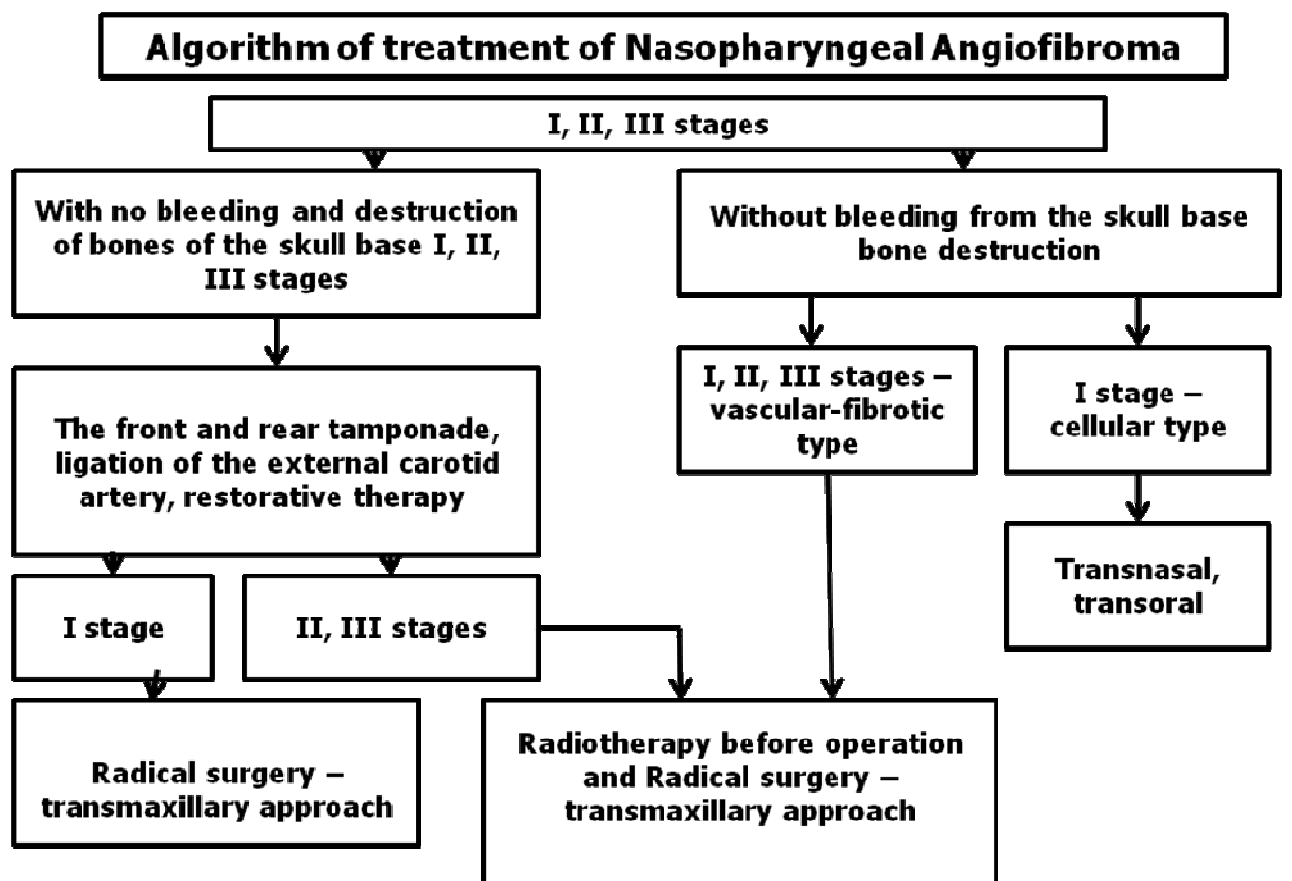 Algorithm of treatment of Nasopharyngeal Angiofibroma
I, II, III stages
With no bleeding and destruction
of bones of the skull base I, II,
III stages
Without bleeding from the skull base
bone destruction
The front and rear tamponade,
ligation of the external carotid
artery, restorative therapy
I, II, III stages –
vascular-fibrotic
type
I stage –
cellular type
Transnasal,
transoral
I stage
II, III stages
Radical surgery –
transmaxillary approach
Radiotherapy before operation
and Radical surgery –
transmaxillary approach